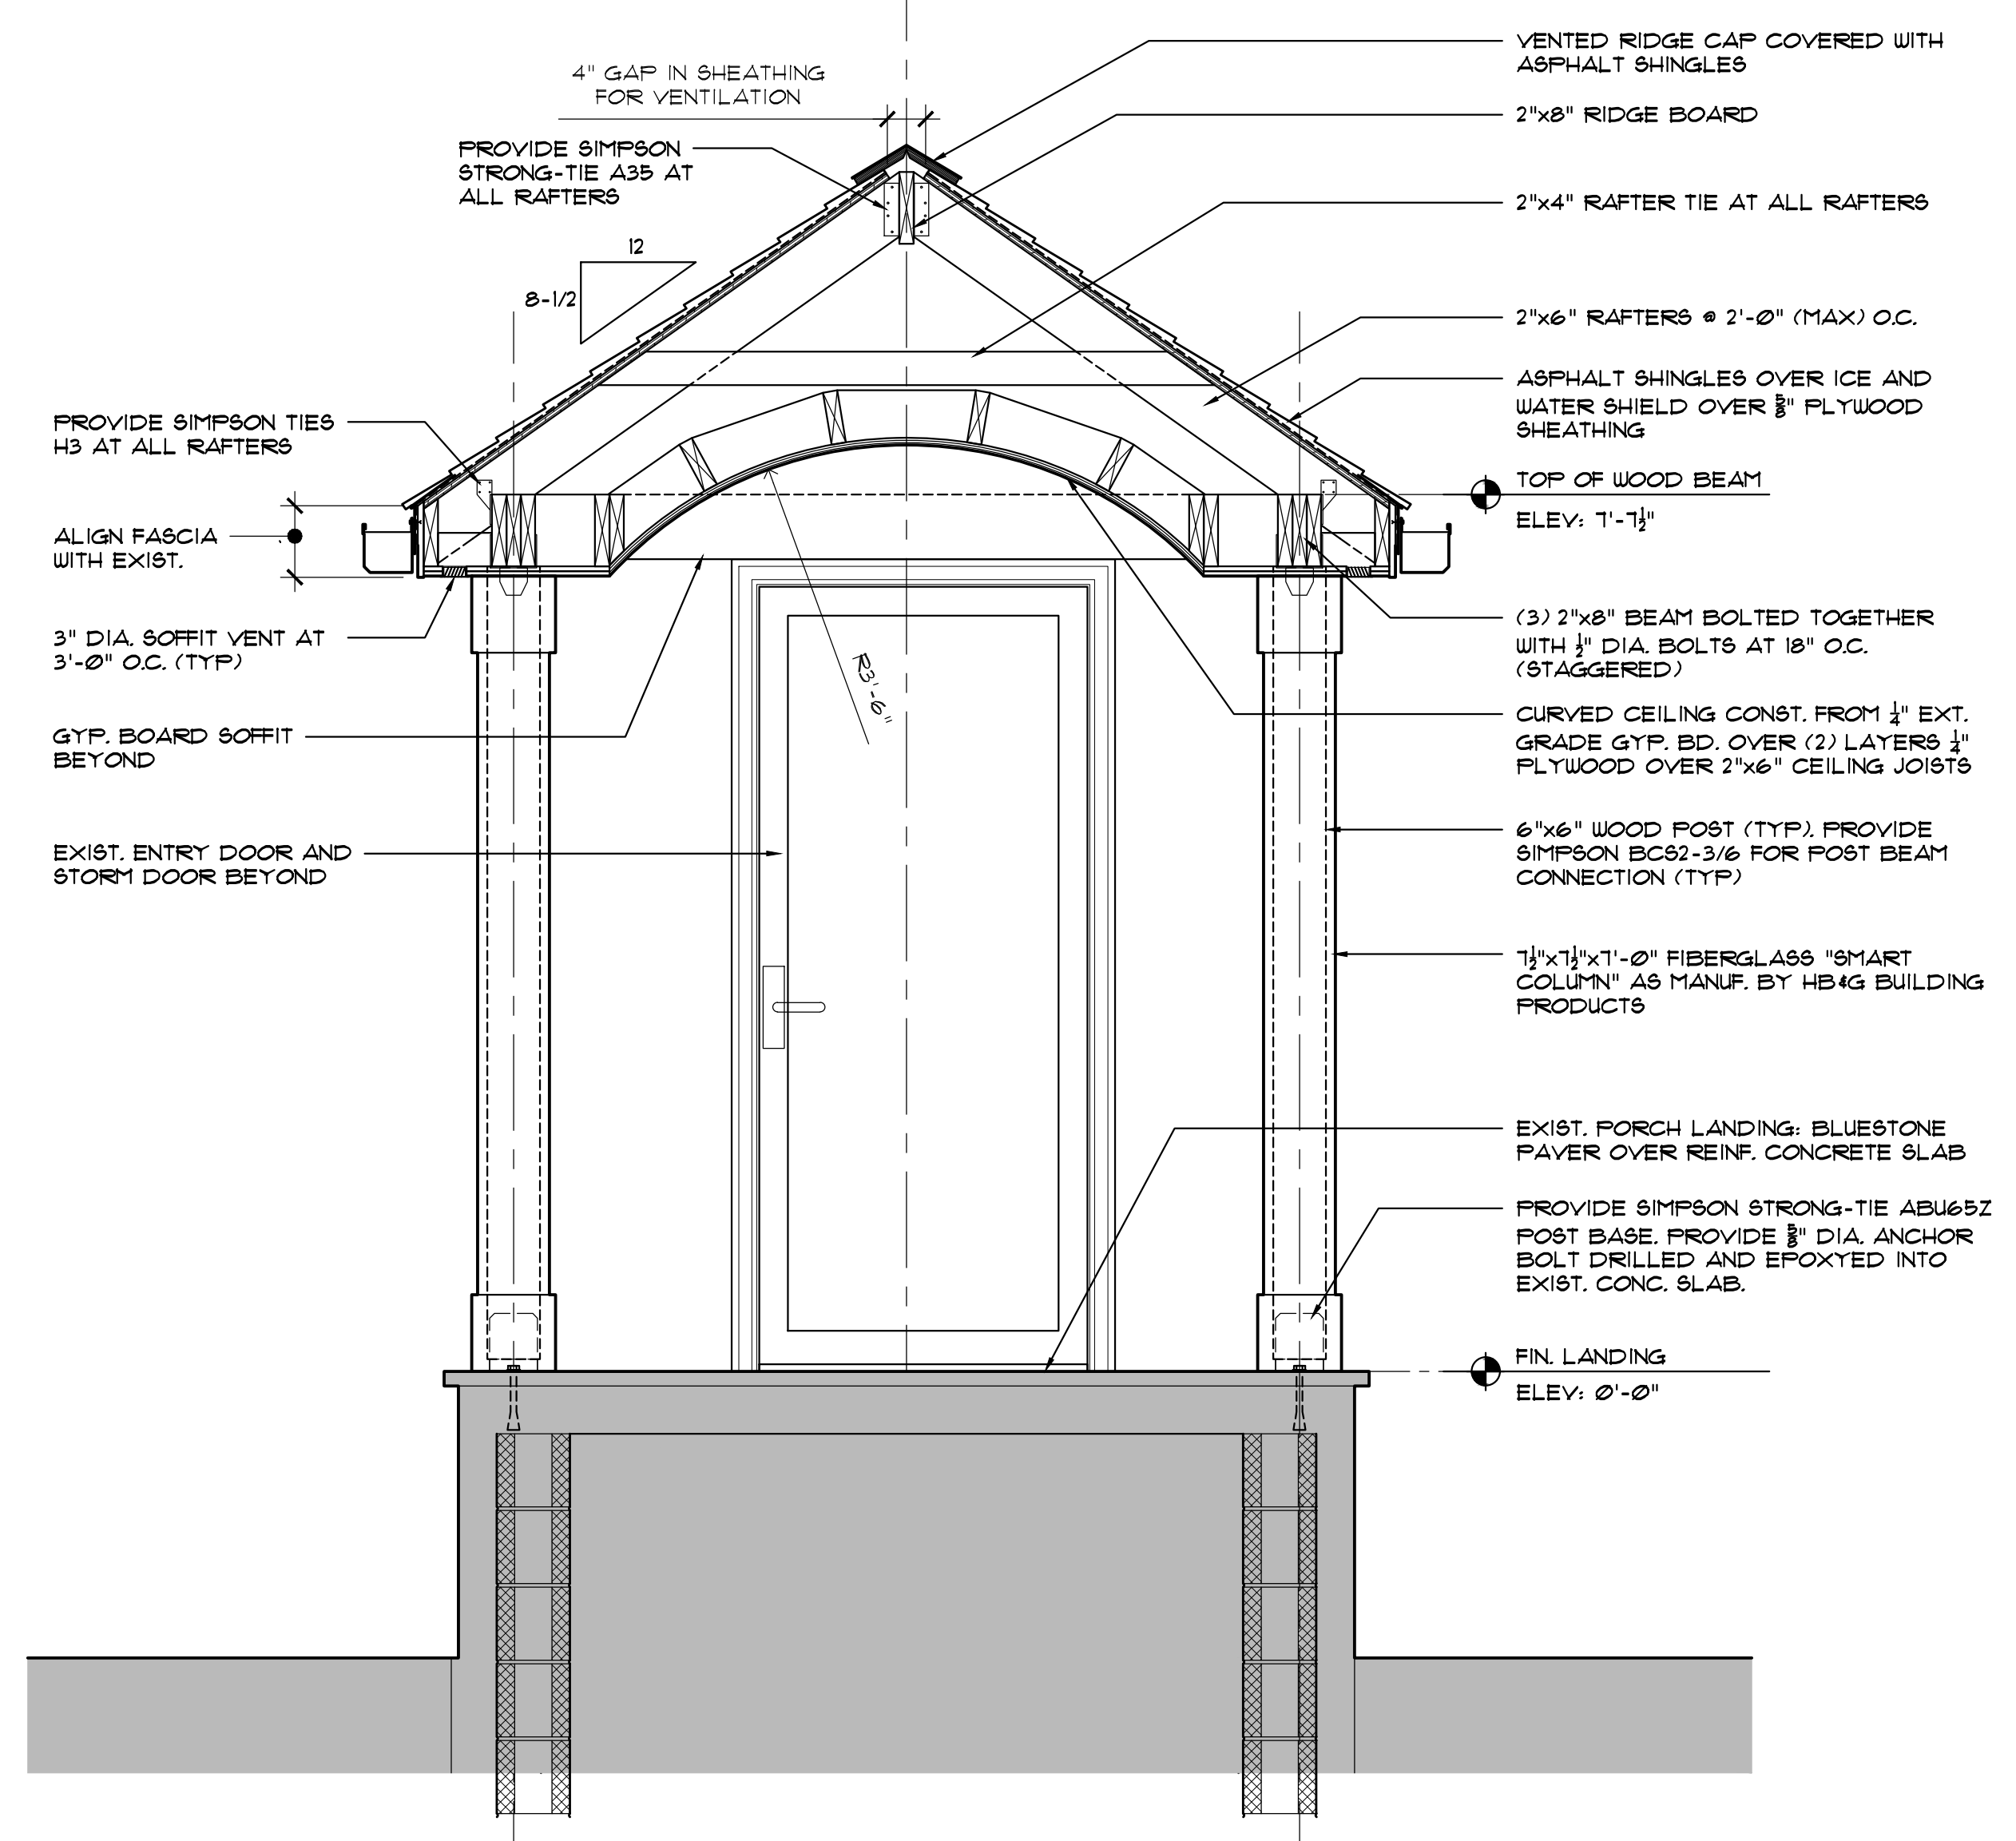 4" GAP IN SHEATHING
FOR VENTILATION
PROVIDE SIMPSON
STRONG-TIE A35 AT
ALL RAFTERS
12
8-1/2
PROVIDE SIMPSON TIES
H3 AT ALL RAFTERS
ALIGN FASCIA
WITH EXIST.
3" DIA. SOFFIT VENT AT
3'-0" O.C. (TYP)
GYP. BOARD SOFFIT
BEYOND
EXIST. ENTRY DOOR AND
STORM DOOR BEYOND
R3'-6"
VENTED RIDGE CAP COVERED WITH
ASPHALT SHINGLES
2"x8" RIDGE BOARD
2"x4" RAFTER TIE AT ALL RAFTERS
2"x6" RAFTERS @ 2'-0" (MAX) O.C.
ASPHALT SHINGLES OVER ICE AND
WATER SHIELD OVER 5/8" PLYWOOD
SHEATHING
TOP OF WOOD BEAM
ELEV: 7'-7 1/2"
(3) 2"x8" BEAM BOLTED TOGETHER
WITH 1/2" DIA. BOLTS AT 18" O.C.
(STAGGERED)
CURVED CEILING CONST. FROM 1/4" EXT.
GRADE GYP. BD. OVER (2) LAYERS 1/4"
PLYWOOD OVER 2"x6" CEILING JOISTS
6"x6" WOOD POST (TYP). PROVIDE
SIMPSON BCS2-3/6 FOR POST BEAM
CONNECTION (TYP)
7 1/2"x7 1/2"x7'-0" FIBERGLASS "SMART
COLUMN" AS MANUF. BY HB&G BUILDING
PRODUCTS
EXIST. PORCH LANDING: BLUESTONE
PAVER OVER REINF. CONCRETE SLAB
PROVIDE SIMPSON STRONG-TIE ABU65Z
POST BASE. PROVIDE 5/8" DIA. ANCHOR
BOLT DRILLED AND EPOXYED INTO
EXIST. CONC. SLAB.
FIN. LANDING
ELEV: 0'-0"